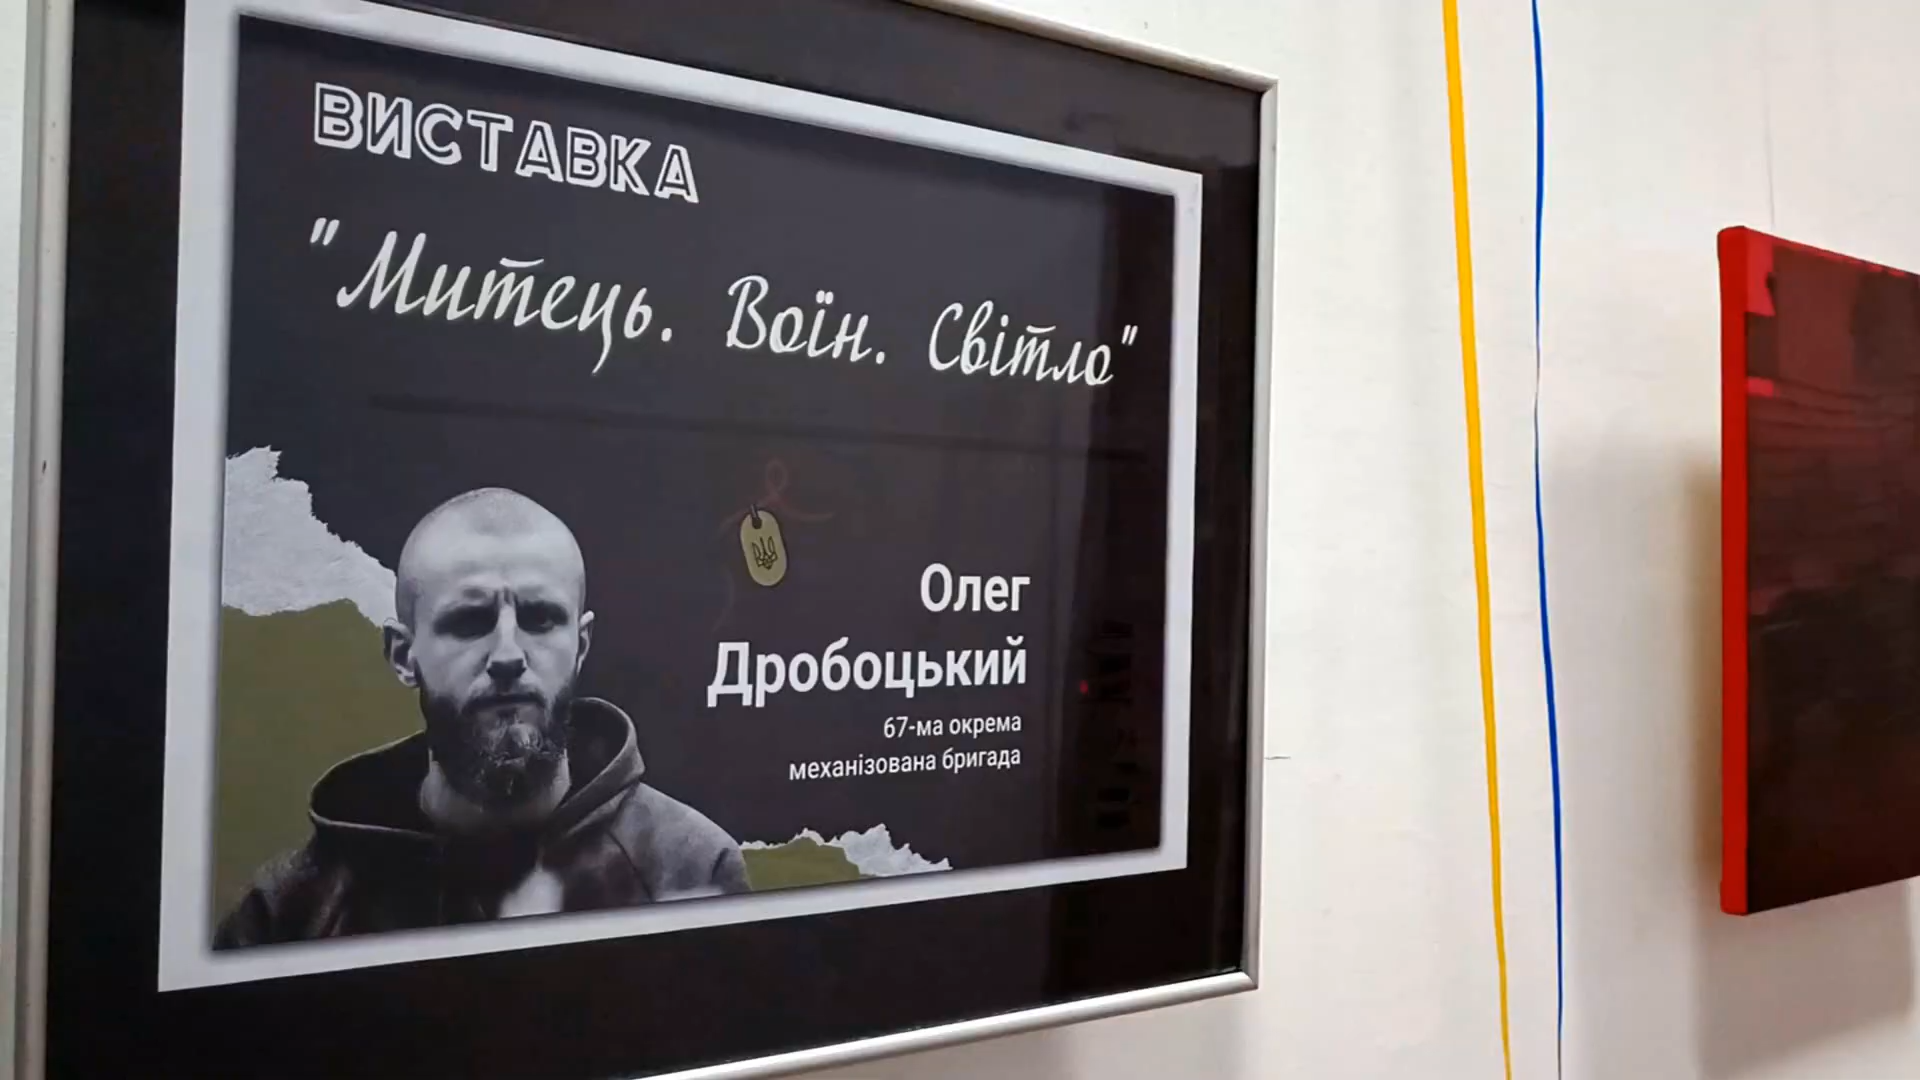 ВИСТАВКА
"Митець. Воїн. Світло"
Олег
Дробоцький
67-ма окрема
механізована бригада